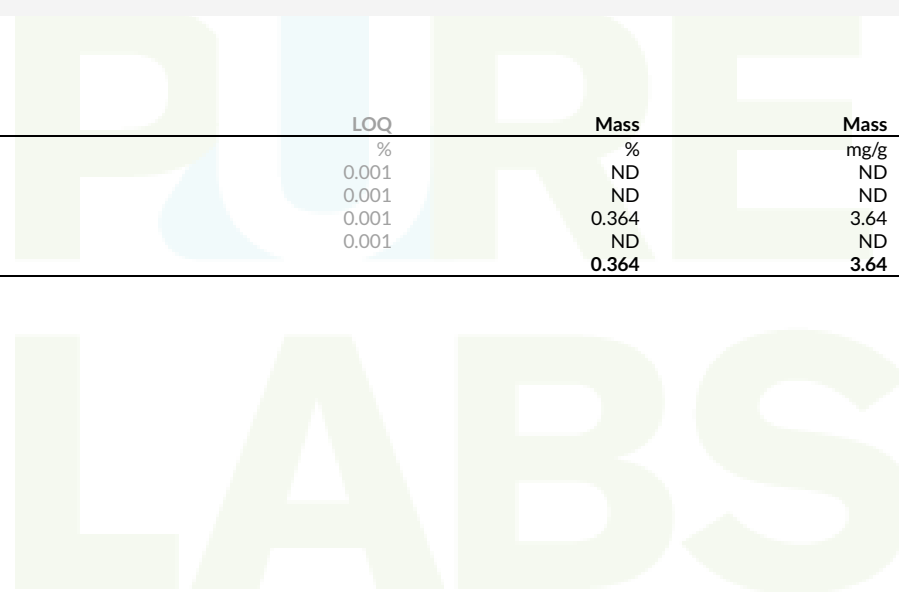 PURE
LOQ Mass Mass
% % mg/g
0.001 ND ND
0.001 ND ND
0.001 0.364 3.64
0.001 ND ND
0.364 3.64
LABS